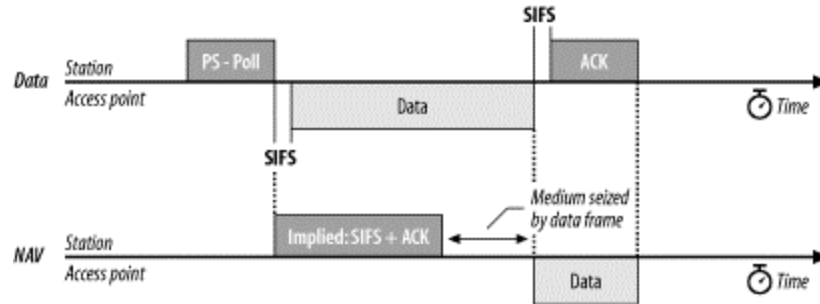 SIFS
PS - Poll
ACK
Data
Station
Access point
Data
Time
SIFS
Medium seized
by data frame
Implied: SIFS + ACK
NAV
Station
Access point
Data
Time